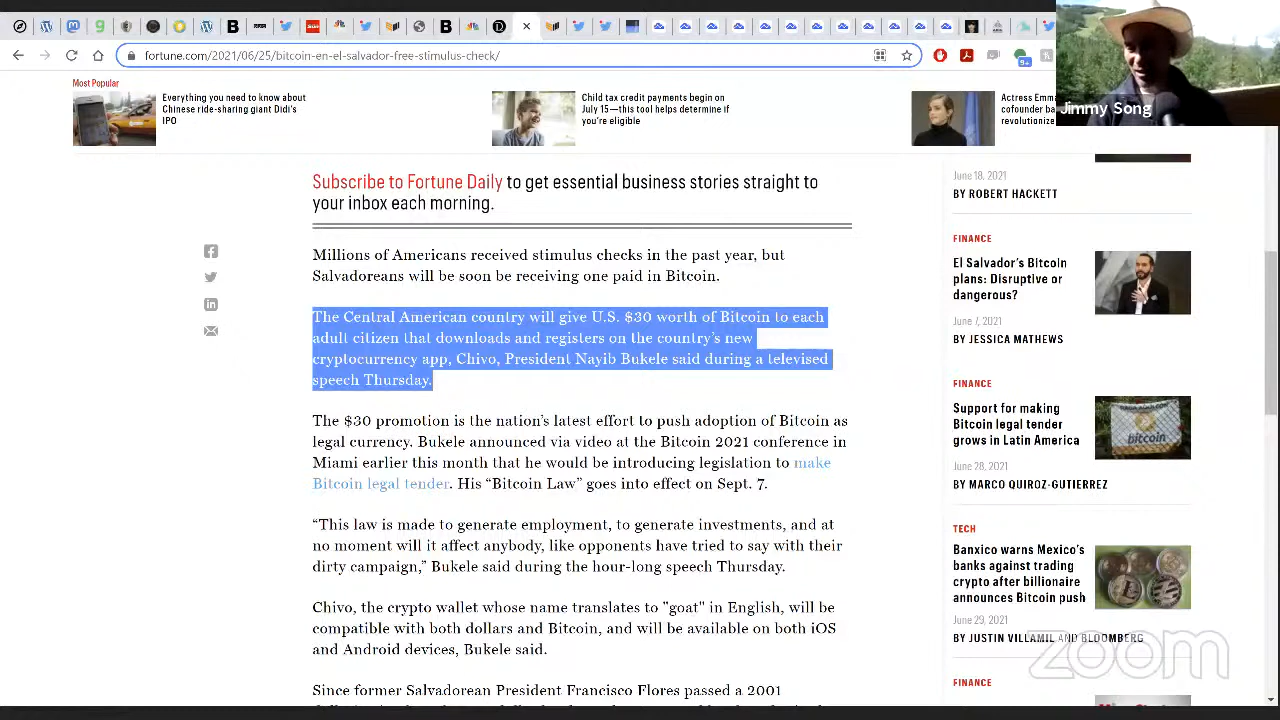 fortune.com/2021/06/25/bitcoin-en-el-salvador-free-stimulus-check/
9+
Jimmy Song
Most Popular
Everything you need to know about
Chinese ride-sharing giant Didi's
IPO
Child tax credit payments begin on
July 15—this tool helps determine if
you're eligible
Actress Emm
cofounder ba
revolutionize
Subscribe to Fortune Daily to get essential business stories straight to
your inbox each morning.
Millions of Americans received stimulus checks in the past year, but
Salvadoreans will be soon be receiving one paid in Bitcoin.
The Central American country will give U.S. $30 worth of Bitcoin to each
adult citizen that downloads and registers on the country's new
cryptocurrency app, Chivo, President Nayib Bukele said during a televised
speech Thursday.
The $30 promotion is the nation's latest effort to push adoption of Bitcoin as
legal currency. Bukele announced via video at the Bitcoin 2021 conference in
Miami earlier this month that he would be introducing legislation to make
Bitcoin legal tender. His “Bitcoin Law” goes into effect on Sept. 7.
“This law is made to generate employment, to generate investments, and at
no moment will it affect anybody, like opponents have tried to say with their
dirty campaign,” Bukele said during the hour-long speech Thursday.
Chivo, the crypto wallet whose name translates to "goat" in English, will be
compatible with both dollars and Bitcoin, and will be available on both iOS
and Android devices, Bukele said.
Since former Salvadorean President Francisco Flores passed a 2001
June 18, 2021
BY ROBERT HACKETT
FINANCE
El Salvador's Bitcoin
plans: Disruptive or
dangerous?
June 7, 2021
BY JESSICA MATHEWS
FINANCE
Support for making
Bitcoin legal tender
grows in Latin America
bitcoin
June 28, 2021
BY MARCO QUIROZ-GUTIERREZ
TECH
Banxico warns Mexico's
banks against trading
crypto after billionaire
announces Bitcoin push
June 29, 2021
BY JUSTIN VILLAMIL AND BLOOMBERG
zoom
FINANCE